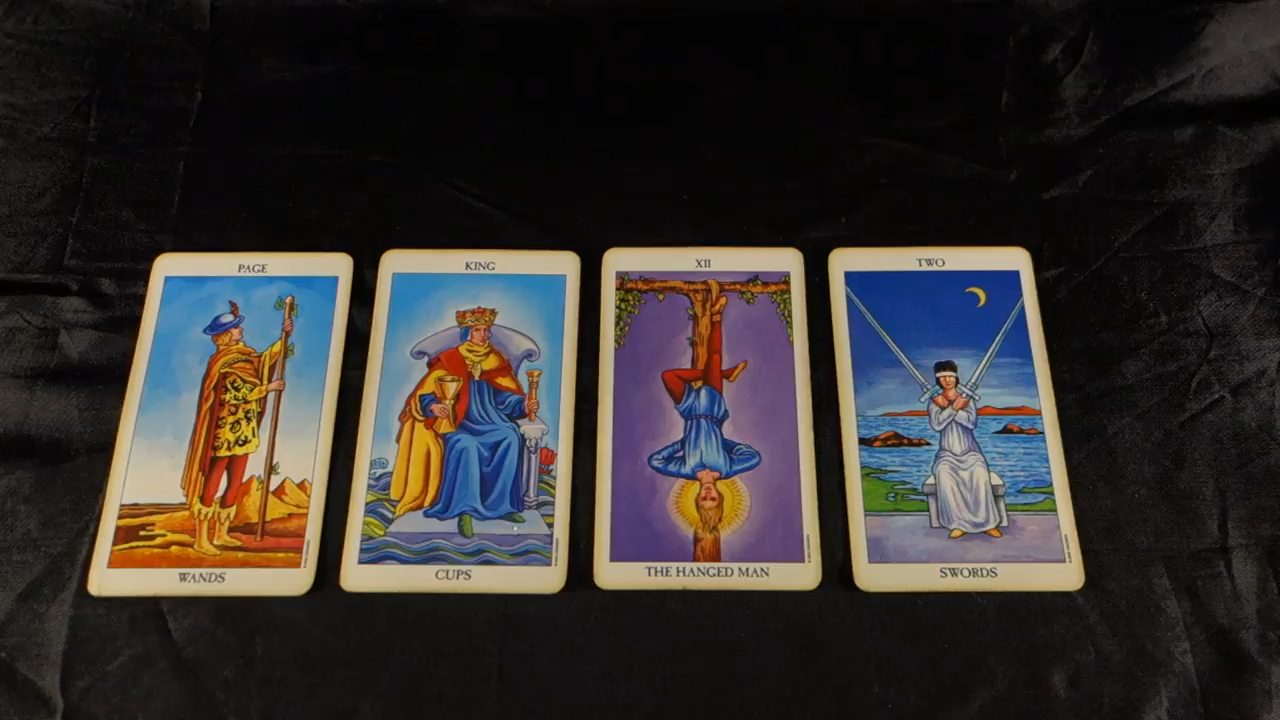 PAGE
WANDS
KING
CUPS
XII
THE HANGED MAN
TWO
SWORDS